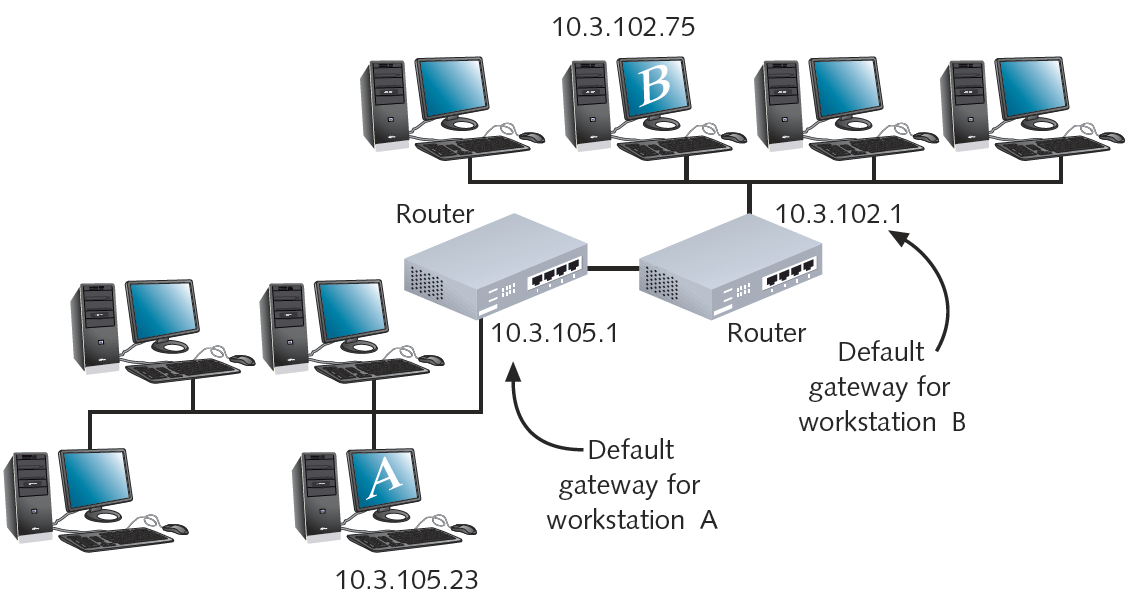 10.3.102.75
B
Router
10.3.102.1
10.3.105.1
Router
Default
gateway for
workstation B
Default
gateway for
workstation A
A
10.3.105.23